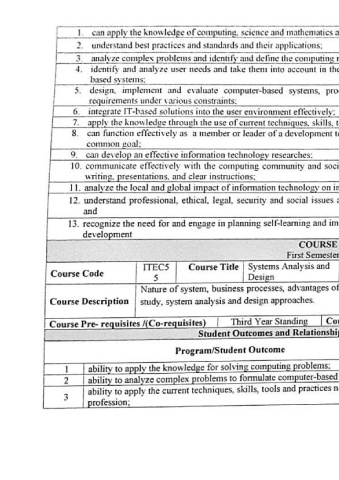 1. can apply the knowledge of computing, science and mathematics a
2. understand best practices and standards and their applications;
3. analyze complex problems and identify and define the computing r
4. identify and analyze user needs and take them into account in the
based systems;
5. design, implement and evaluate computer-based systems, pro
requirements under various constraints;
6. integrate IT-based solutions into the user environment effectively;
7. apply the knowledge through the use of current techniques, skills, t
8. can function effectively as a member or leader of a development t
common goal;
9. can develop an effective information technology researches;
10. communicate effectively with the computing community and soci
writing, presentations, and clear instructions;
11. analyze the local and global impact of information technology on in
12. understand professional, ethical, legal, security and social issues a
and
13. recognize the need for and engage in planning self-learning and im
development
COURSE
First Semester
Course Code ITEC5 5 Course Title Systems Analysis and Design
Course Description Nature of system, business processes, advantages of
study, system analysis and design approaches.
Course Pre- requisites /(Co-requisites) Third Year Standing Co
Student Outcomes and Relationship
Program/Student Outcome
1 ability to apply the knowledge for solving computing problems;
2 ability to analyze complex problems to formulate computer-based
3 ability to apply the current techniques, skills, tools and practices n
profession;